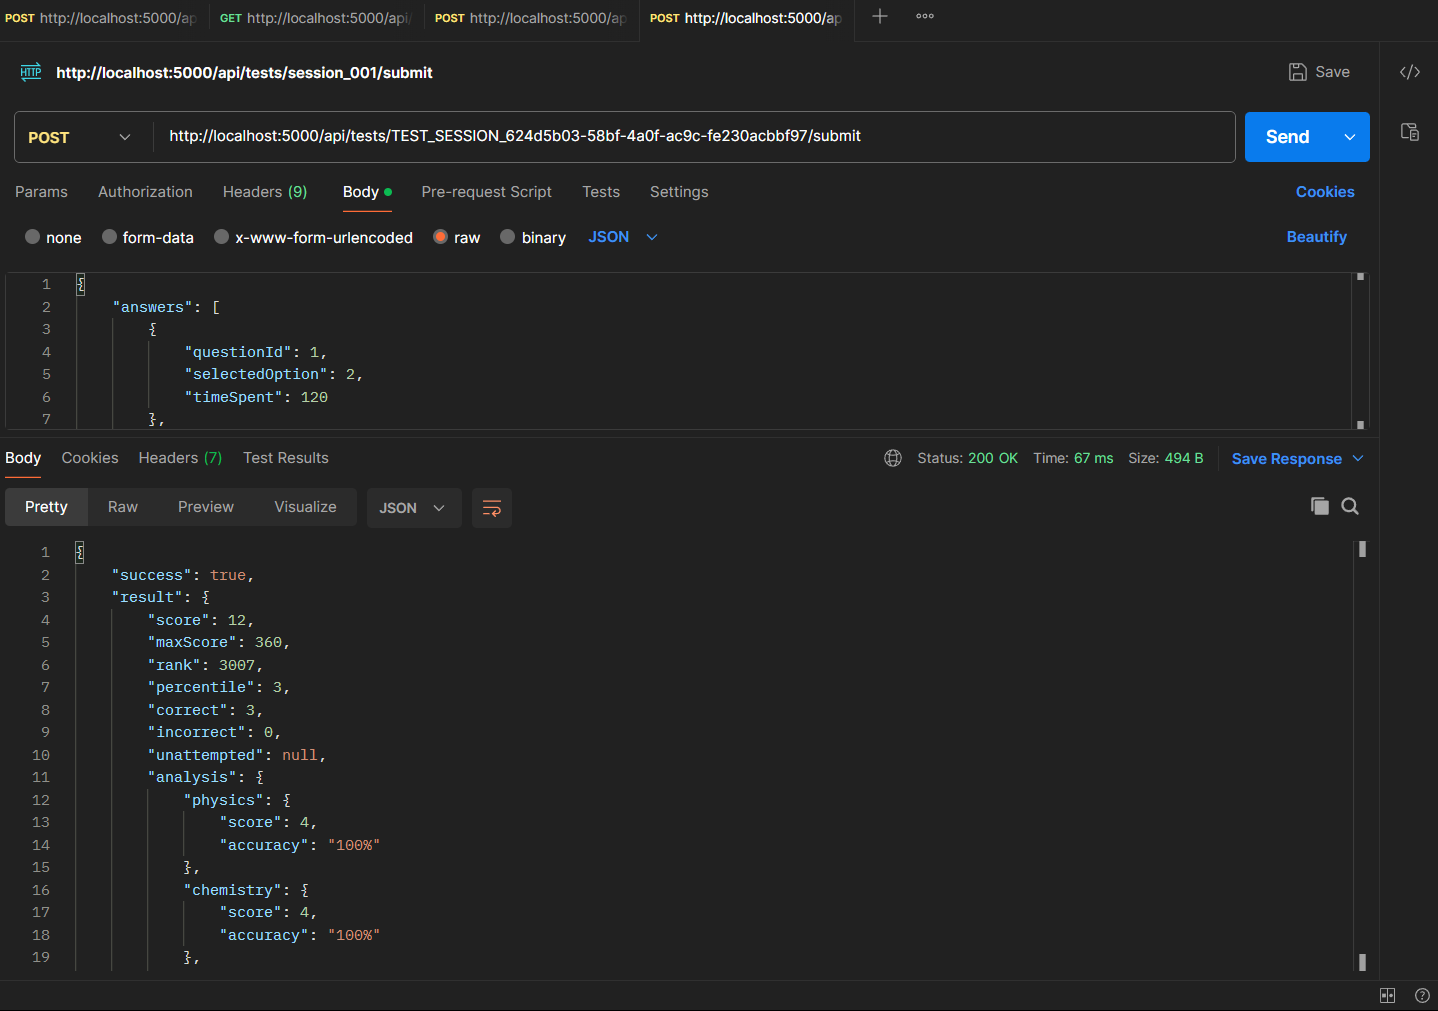 POST http://localhost:5000/ap GET http://localhost:5000/api/ POST http://localhost:5000/ap POST http://localhost:5000/ap
HTTP http://localhost:5000/api/tests/session_001/submit Save
POST http://localhost:5000/api/tests/TEST_SESSION_624d5b03-58bf-4a0f-ac9c-fe230acbbf97/submit Send
Params Authorization Headers (9) Body Pre-request Script Tests Settings Cookies
none form-data x-www-form-urlencoded raw binary JSON Beautify
1 {
2 "answers": [
3 {
4 "questionId": 1,
5 "selectedOption": 2,
6 "timeSpent": 120
7 },
Body Cookies Headers (7) Test Results Status: 200 OK Time: 67 ms Size: 494 B Save Response
Pretty Raw Preview Visualize JSON
1 {
2 "success": true,
3 "result": {
4 "score": 12,
5 "maxScore": 360,
6 "rank": 3007,
7 "percentile": 3,
8 "correct": 3,
9 "incorrect": 0,
10 "unattempted": null,
11 "analysis": {
12 "physics": {
13 "score": 4,
14 "accuracy": "100%"
15 },
16 "chemistry": {
17 "score": 4,
18 "accuracy": "100%"
19 },